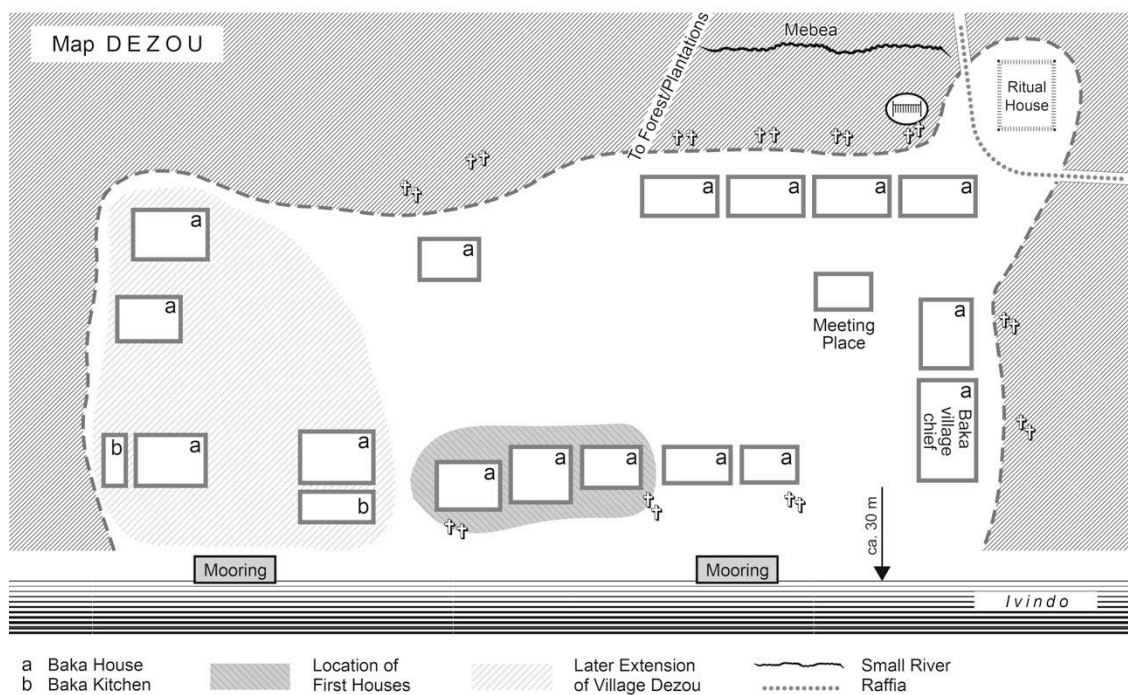 Map DEZOU
Mebea
To Forest/Plantations
Ritual
House
a
a
a
a
a
a
a
Meeting
Place
a
a
Baka
village
chief
b
a
a
b
a
a
a
a
a
ca. 30 m
Mooring
Mooring
Ivindo
a Baka House
b Baka Kitchen
Location of
First Houses
Later Extension
of Village Dezou
Small River
Raffia